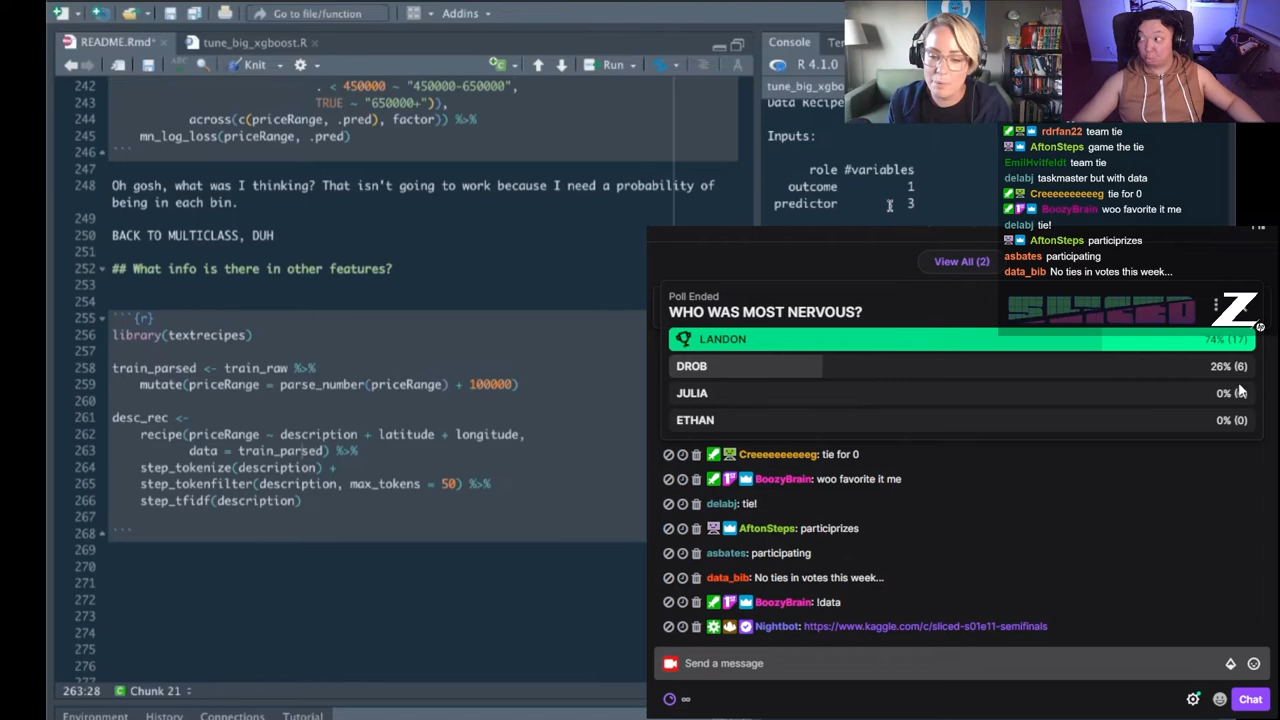 Go to file/function
Addins
README.Rmd*
tune_big_xgboost.R
Knit
Run
242 . < 450000 ~ "450000-650000",
243 TRUE ~ "650000+")),
244 across(c(priceRange, .pred), factor)) %>%
245 mn_log_loss(priceRange, .pred)
246 ```
247
248 Oh gosh, what was I thinking? That isn't going to work because I need a probability of
being in each bin.
249
250 BACK TO MULTICLASS, DUH
251
252 ## What info is there in other features?
253
254
255 ```{r}
256 library(textrecipes)
257
258 train_parsed <- train_raw %>%
259 mutate(priceRange = parse_number(priceRange) + 100000)
260
261 desc_rec <-
262 recipe(priceRange ~ description + latitude + longitude,
263 data = train_parsed) %>%
264 step_tokenize(description) +
265 step_tokenfilter(description, max_tokens = 50) %>%
266 step_tfidf(description)
267
268 ```
269
270
271
272
273
274
275
276
277
263:28 Chunk 21
Environment History Connections Tutorial
Console
R 4.1.0
tune_big_xgboo
Data Recipe
Inputs:
role #variables
outcome 1
predictor 3
rdrfan22 team tie
AftonSteps game the tie
EmilHvitfeldt team tie
delabj taskmaster but with data
Creeeeeeeeeg tie for 0
BoozyBrain woo favorite it me
delabj tie!
AftonSteps participrizes
asbates participating
data_bib No ties in votes this week...
SLICED
View All (2)
Poll Ended
WHO WAS MOST NERVOUS?
LANDON 74% (17)
DROB 26% (6)
JULIA 0% (0)
ETHAN 0% (0)
Creeeeeeeeeg: tie for 0
BoozyBrain: woo favorite it me
delabj: tie!
AftonSteps: participrizes
asbates: participating
data_bib: No ties in votes this week...
BoozyBrain: !data
Nightbot: https://www.kaggle.com/c/sliced-s01e11-semifinals
Send a message
∞
Chat